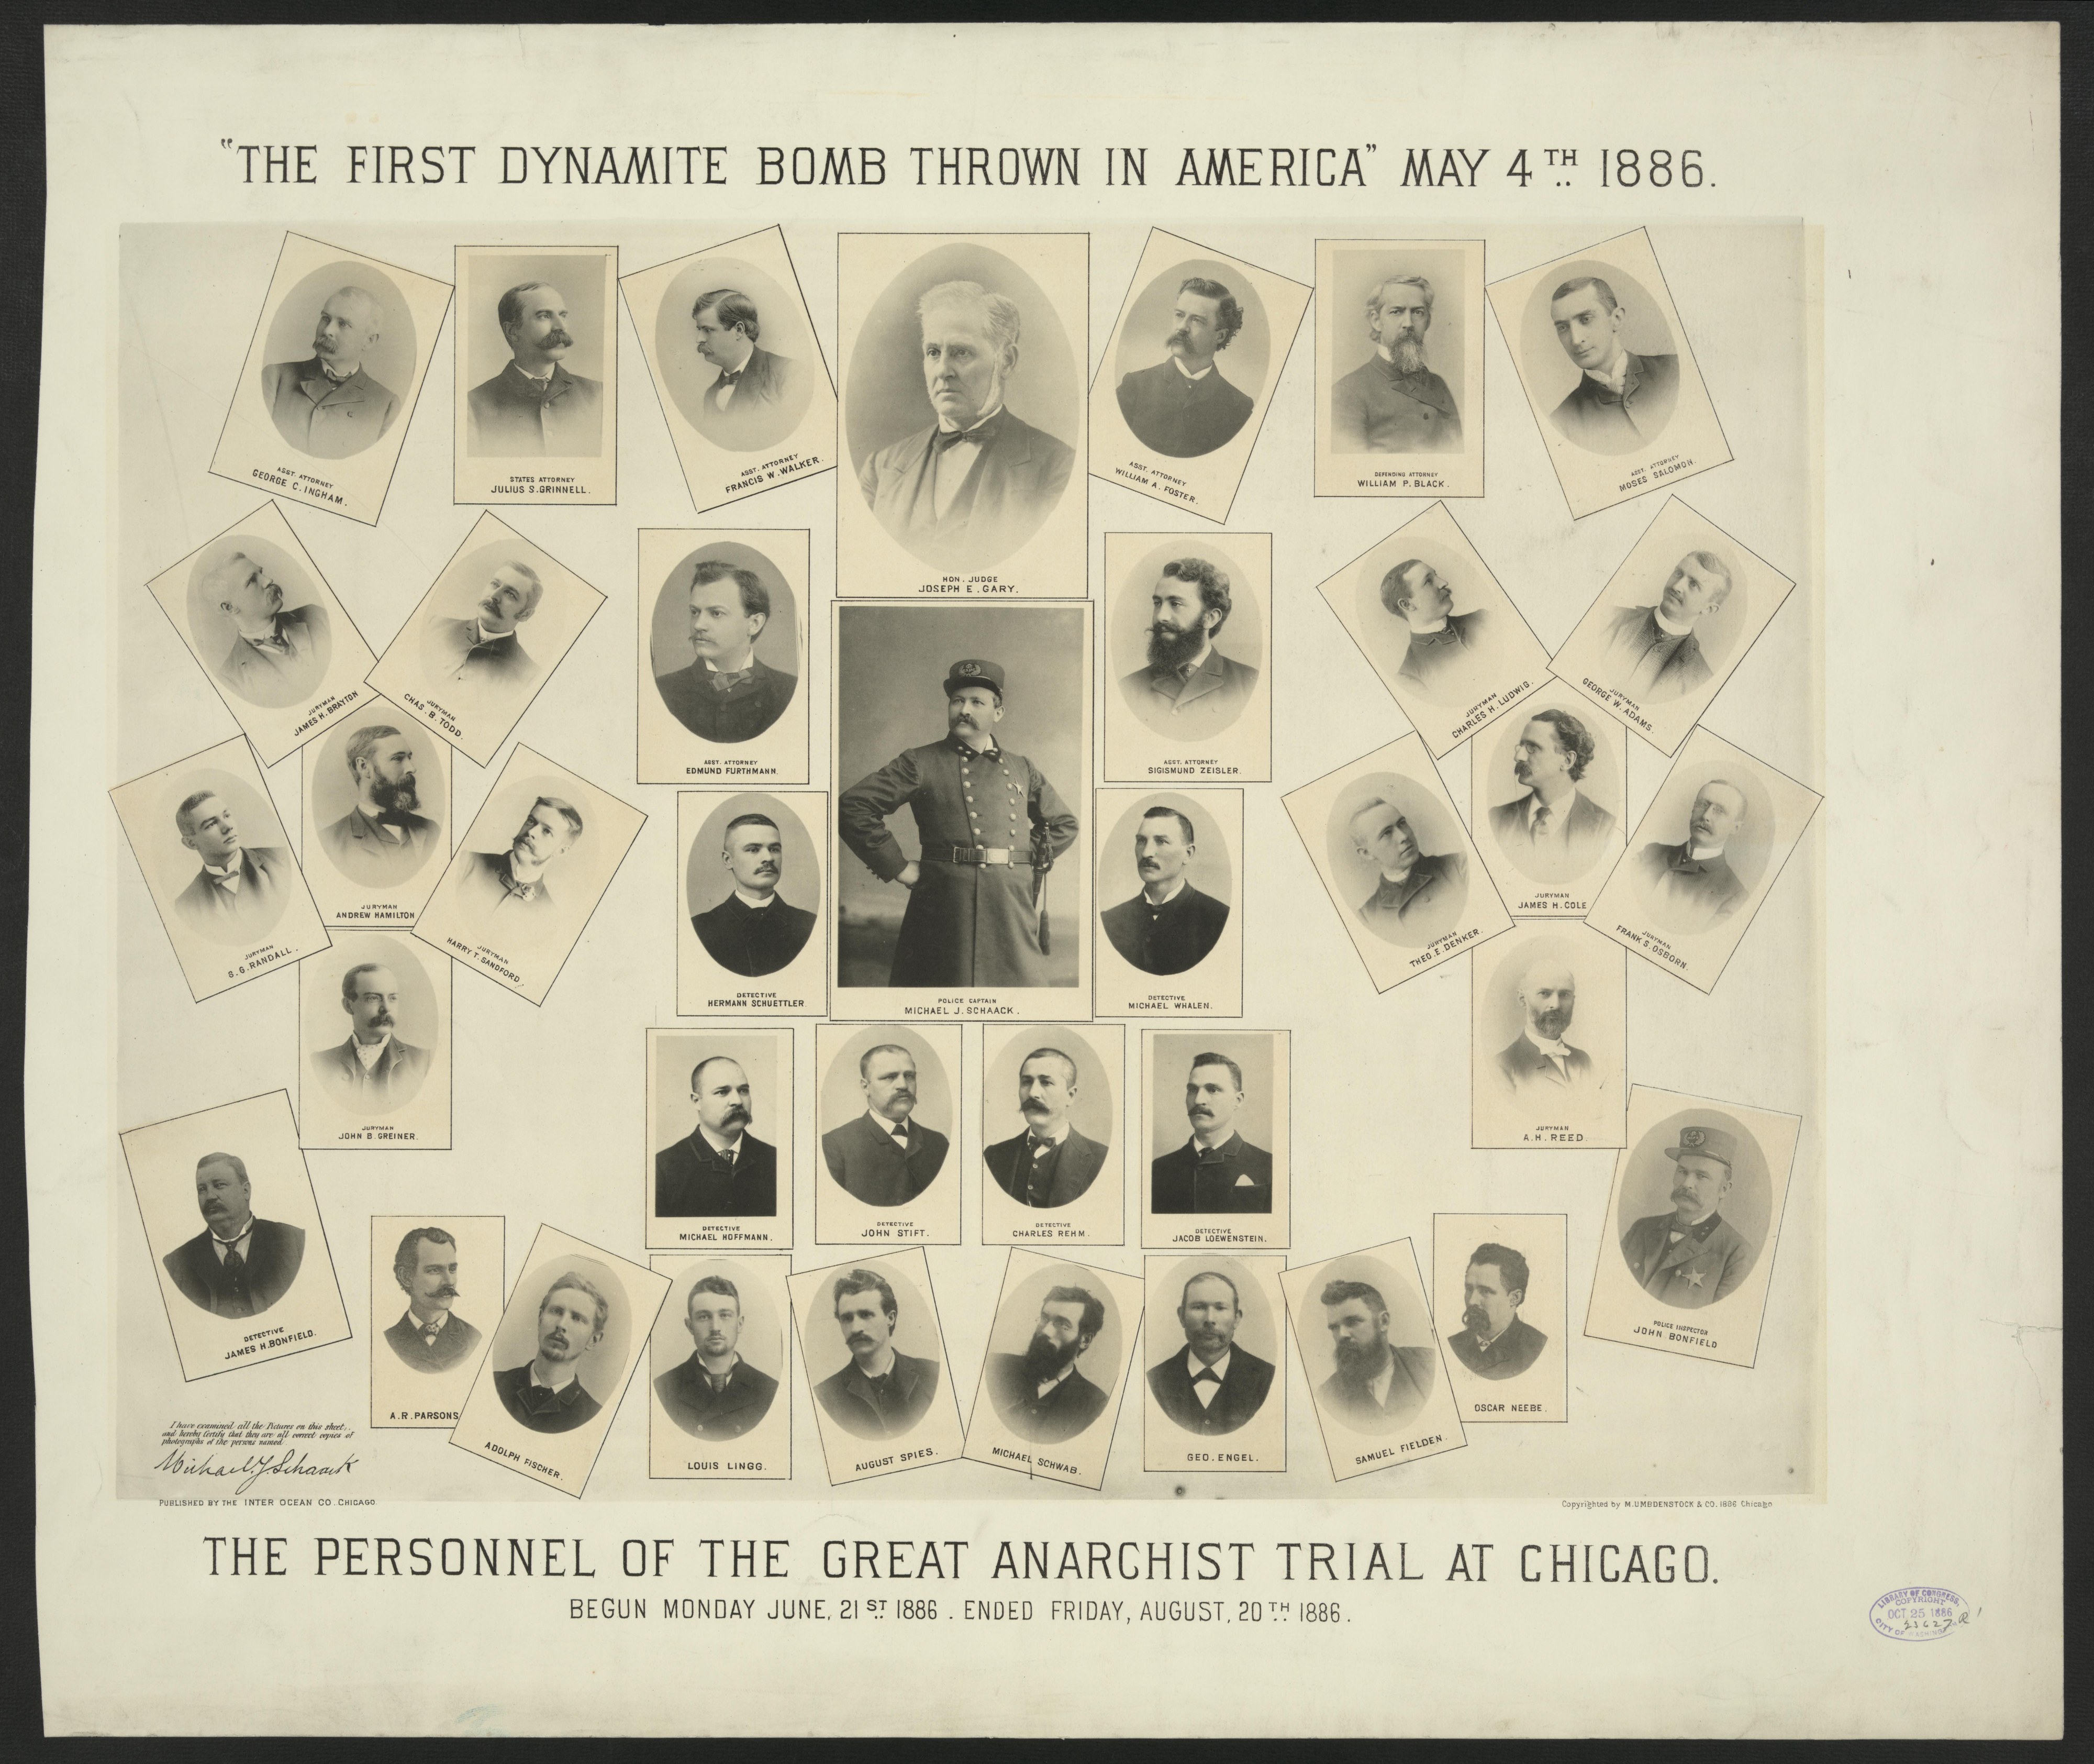 "THE FIRST DYNAMITE BOMB THROWN IN AMERICA" MAY 4TH 1886.
ASST. ATTORNEY
GEORGE C. INGHAM.
STATES ATTORNEY
JULIUS S. GRINNELL.
ASST. ATTORNEY
FRANCIS W. WALKER.
HON. JUDGE
JOSEPH E. GARY.
ASST. ATTORNEY
WILLIAM A. FOSTER.
DEFENDING ATTORNEY
WILLIAM P. BLACK.
ASST. ATTORNEY
MOSES SALOMON.
JURYMAN
JAMES H. BRAYTON
JURYMAN
CHAS. B. TODD.
ASST. ATTORNEY
EDMUND FURTHMANN.
ASST. ATTORNEY
SIGISMUND ZEISLER.
JURYMAN
CHARLES H. LUDWIG.
JURYMAN
GEORGE W. ADAMS.
JURYMAN
S. G. RANDALL.
JURYMAN
ANDREW HAMILTON
JURYMAN
HARRY T. SANDFORD.
DETECTIVE
HERMANN SCHUETTLER.
POLICE CAPTAIN
MICHAEL J. SCHAACK.
DETECTIVE
MICHAEL WHALEN.
JURYMAN
THEO. E. DENKER.
JURYMAN
JAMES H. COLE
JURYMAN
FRANK S. OSBORN.
JURYMAN
JOHN B. GREINER.
JURYMAN
A. H. REED
DETECTIVE
MICHAEL HOFFMANN.
DETECTIVE
JOHN STIFT.
DETECTIVE
CHARLES REHM.
DETECTIVE
JACOB LOEWENSTEIN.
DETECTIVE
JAMES H. BONFIELD.
POLICE INSPECTOR
JOHN BONFIELD
A. R. PARSONS
ADOLPH FISCHER.
LOUIS LINGG.
AUGUST SPIES.
MICHAEL SCHWAB.
GEO. ENGEL.
SAMUEL FIELDEN.
OSCAR NEEBE.
I have examined all the Pictures on this sheet,
and hereby Certify that they are all correct copies of
photographs of the persons named.
Michael J. Schaack
PUBLISHED BY THE INTER OCEAN CO. CHICAGO.
Copyrighted by M. UMBDENSTOCK & CO. 1886 Chicago
THE PERSONNEL OF THE GREAT ANARCHIST TRIAL AT CHICAGO.
BEGUN MONDAY JUNE, 21ST 1886. ENDED FRIDAY, AUGUST, 20TH 1886.
LIBRARY OF CONGRESS,
COPYRIGHT
OCT 25 1886
CITY OF WASHINGTON